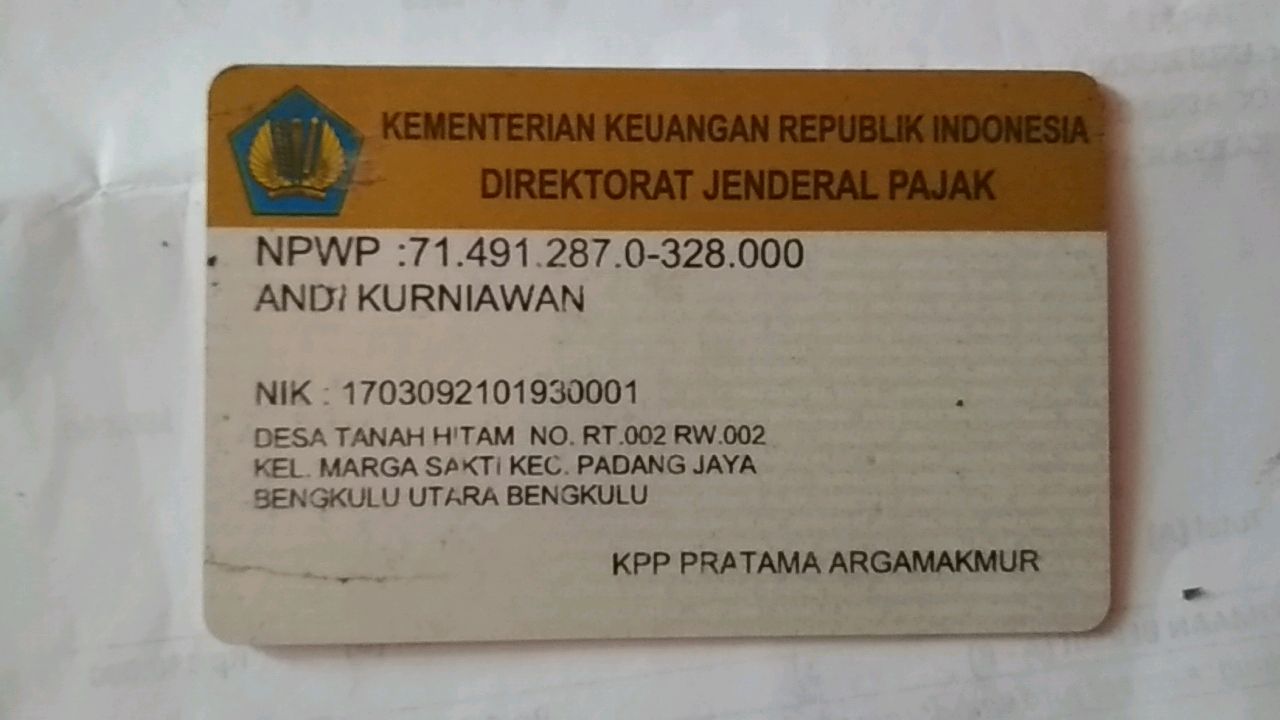 KEMENTERIAN KEUANGAN REPUBLIK INDONESIA
DIREKTORAT JENDERAL PAJAK
NPWP :71.491.287.0-328.000
ANDI KURNIAWAN
NIK : 1703092101930001
DESA TANAH HITAM NO. RT.002 RW.002
KEL. MARGA SAKTI KEC. PADANG JAYA
BENGKULU UTARA BENGKULU
KPP PRATAMA ARGAMAKMUR